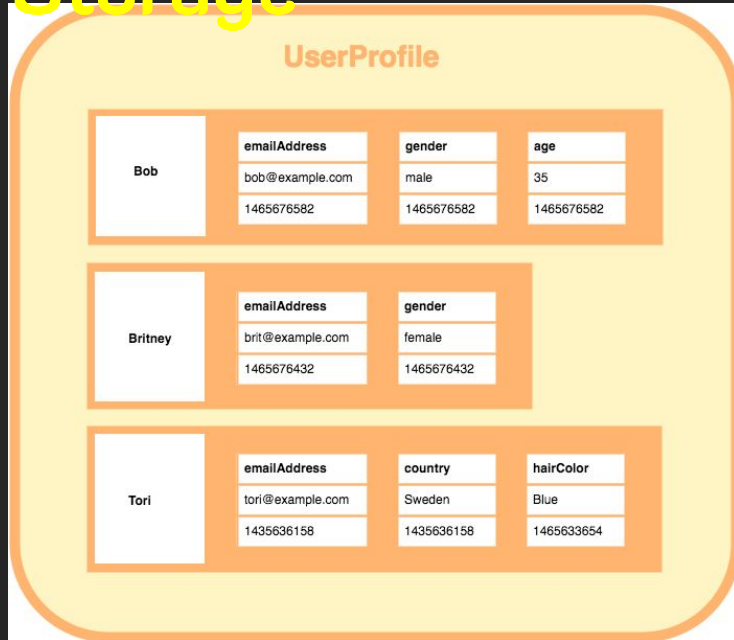 Storage
UserProfile
Bob
emailAddress gender age
bob@example.com male 35
1465676582 1465676582 1465676582
Britney
emailAddress gender
brit@example.com female
1465676432 1465676432
Tori
emailAddress country hairColor
tori@example.com Sweden Blue
1435636158 1435636158 1465633654